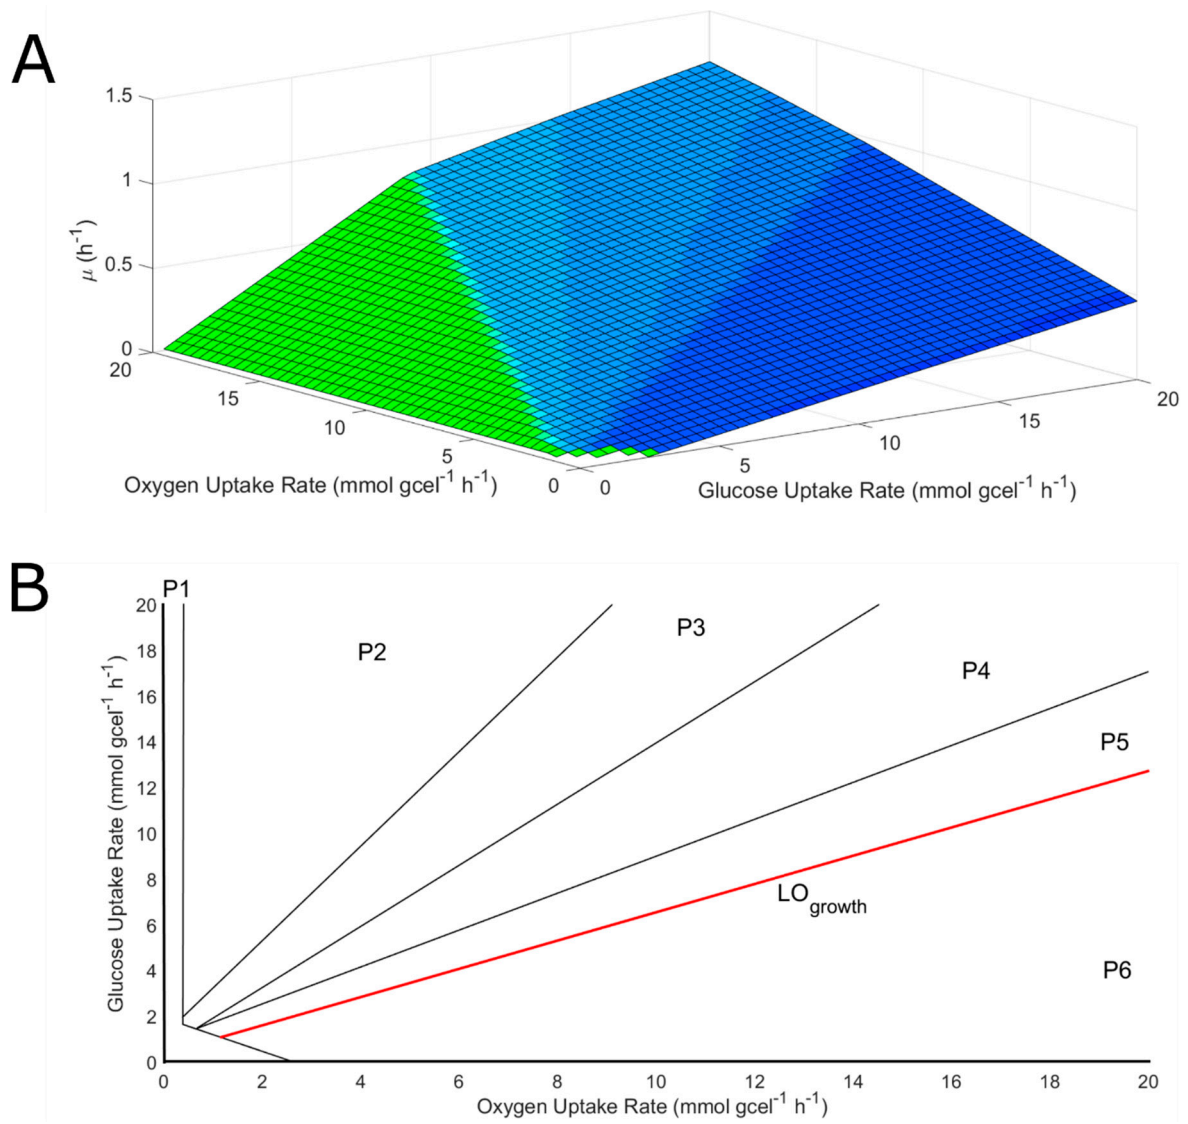 A
1.5
1
0.5
0
μ (h-1)
20
15
10
5
0
0
5
10
15
20
Oxygen Uptake Rate (mmol gcel-1 h-1)
Glucose Uptake Rate (mmol gcel-1 h-1)
B
P1
P2
P3
P4
P5
P6
LOgrowth
20
18
16
14
12
10
8
6
4
2
0
Glucose Uptake Rate (mmol gcel-1 h-1)
0 2 4 6 8 10 12 14 16 18 20
Oxygen Uptake Rate (mmol gcel-1 h-1)